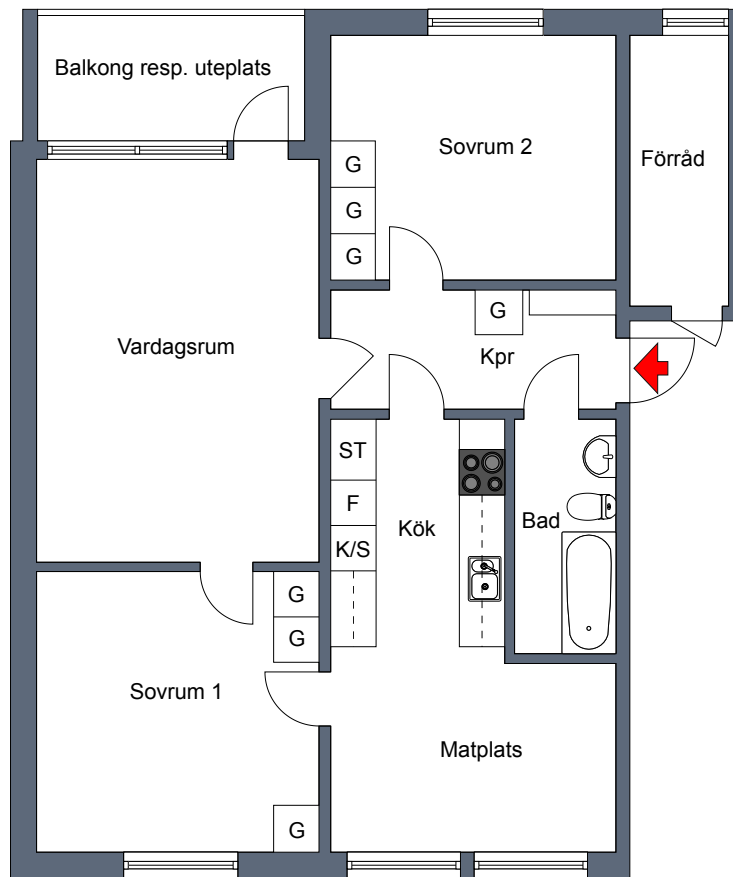 Balkong resp. uteplats
Sovrum 2
Förråd
G
G
G
G
Kpr
Vardagsrum
ST
F
K/S
Kök
Bad
G
G
Sovrum 1
Matplats
G